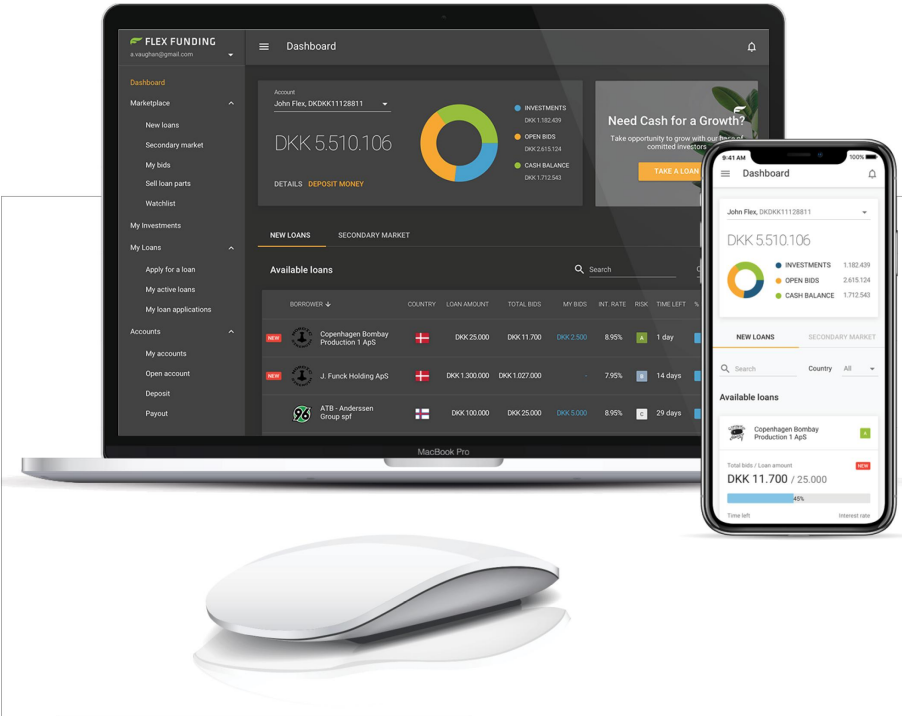 FLEX FUNDING
a.vaughan@gmail.com
Dashboard
Marketplace
New loans
Secondary market
My bids
Sell loan parts
Watchlist
My Investments
My Loans
Apply for a loan
My active loans
My loan applications
Accounts
My accounts
Open account
Deposit
Payout
Dashboard
Account
John Flex, DKDKK11128811
DKK 5.510.106
DETAILS DEPOSIT MONEY
INVESTMENTS
DKK 1.182.439
OPEN BIDS
DKK 2.615.124
CASH BALANCE
DKK 1.712.543
Need Cash for a Growth?
Take opportunity to grow with our base of
comitted investors
TAKE A LOAN
NEW LOANS SECONDARY MARKET
Available loans
Search
BORROWER COUNTRY LOAN AMOUNT TOTAL BIDS MY BIDS INT. RATE RISK TIME LEFT %
NEW Copenhagen Bombay
Production 1 ApS DKK 25.000 DKK 11.700 DKK 2.500 8.95% A 1 day
NEW J. Funck Holding ApS DKK 1.300.000 DKK 1.027.000 - 7.95% B 14 days
96 ATB - Anderssen
Group spf DKK 100.000 DKK 25.000 DKK 5.000 8.95% C 29 days
MacBook Pro
9:41 AM 100%
Dashboard
John Flex, DKDKK11128811
DKK 5.510.106
INVESTMENTS 1.182.439
OPEN BIDS 2.615.124
CASH BALANCE 1.712.543
NEW LOANS SECONDARY MARKET
Search Country All
Available loans
Copenhagen Bombay
Production 1 ApS A
Total bids / Loan amount NEW
DKK 11.700 / 25.000
45%
Time left Interest rate